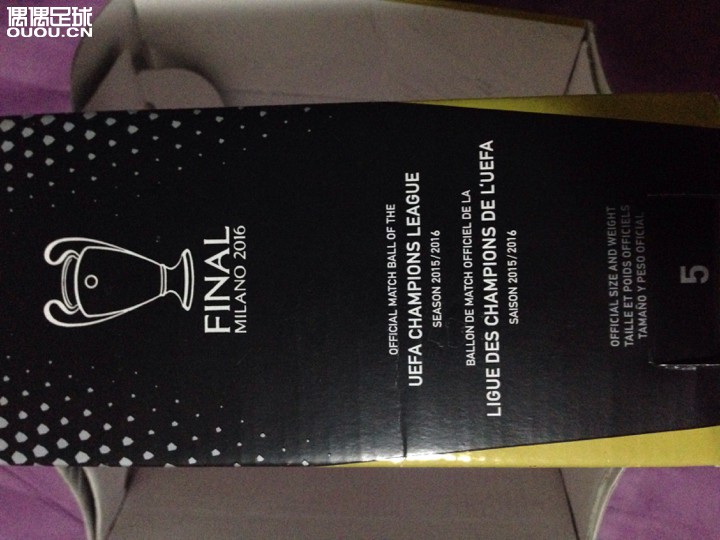 偶偶足球
OUOU.CN
FINAL
MILANO 2016
OFFICIAL MATCH BALL OF THE
UEFA CHAMPIONS LEAGUE
SEASON 2015/2016
BALLON DE MATCH OFFICIEL DE LA
LIGUE DES CHAMPIONS DE L'UEFA
SAISON 2015/2016
OFFICIAL SIZE AND WEIGHT
TAILLE ET POIDS OFFICIELS
TAMAÑO Y PESO OFICIAL
5